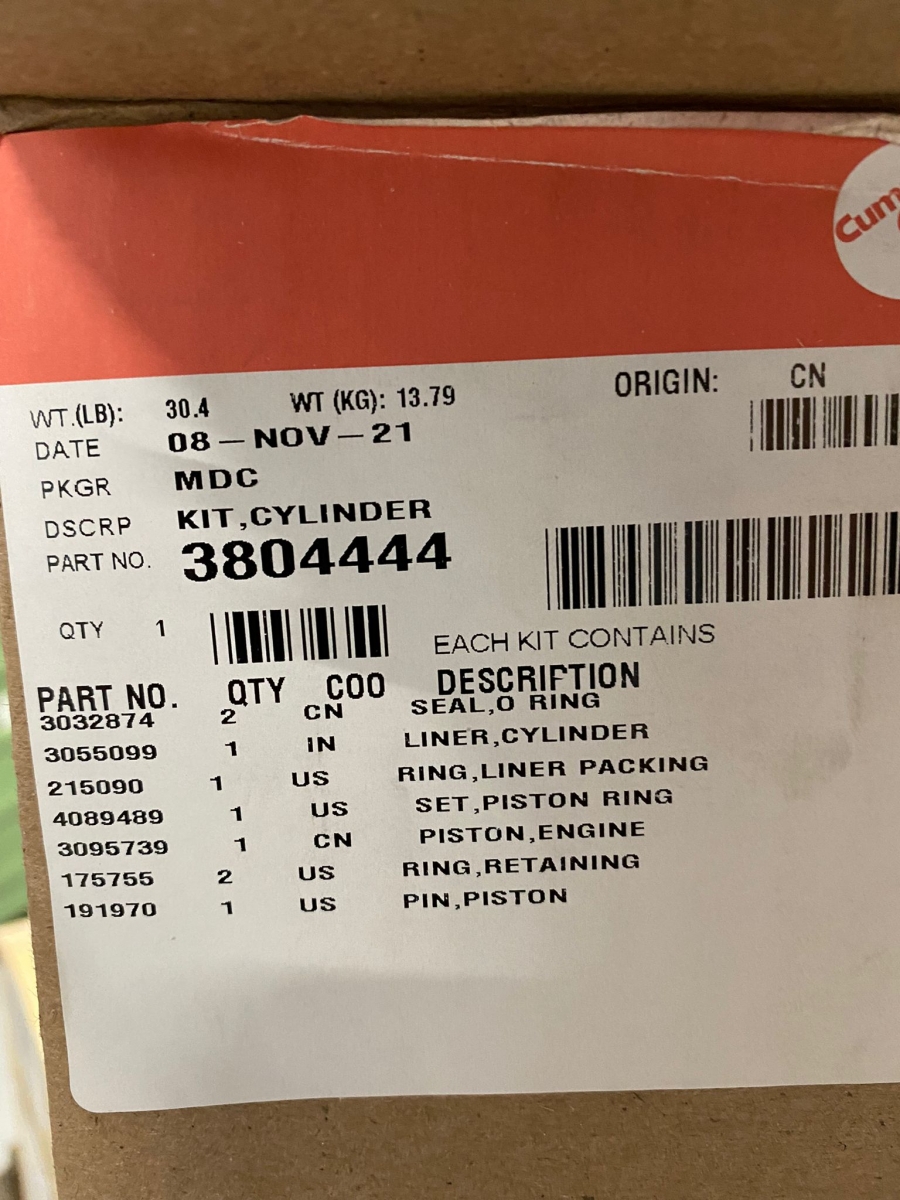 Cum
WT.(LB): 30.4 WT (KG): 13.79 ORIGIN: CN
DATE 08-NOV-21
PKGR MDC
DSCRP KIT,CYLINDER
PART NO. 3804444
QTY 1 EACH KIT CONTAINS
PART NO. QTY COO DESCRIPTION
3032874 2 CN SEAL,O RING
3055099 1 IN LINER,CYLINDER
215090 1 US RING,LINER PACKING
4089489 1 US SET,PISTON RING
3095739 1 CN PISTON,ENGINE
175755 2 US RING,RETAINING
191970 1 US PIN,PISTON